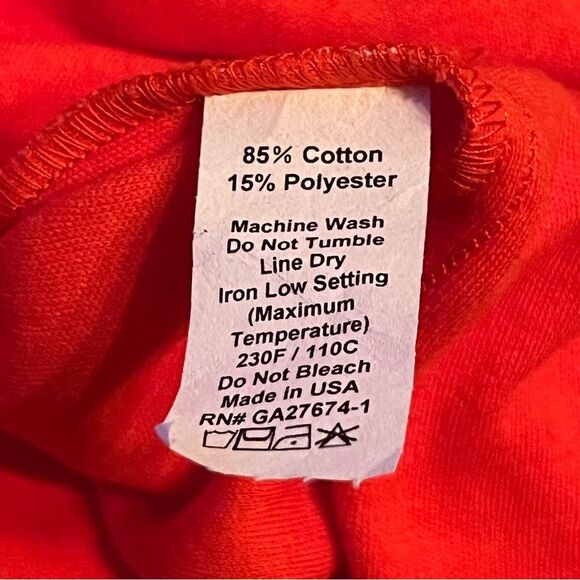 85% Cotton
15% Polyester
Machine Wash
Do Not Tumble
Line Dry
Iron Low Setting
(Maximum
Temperature)
230F / 110C
Do Not Bleach
Made in USA
RN# GA27674-1